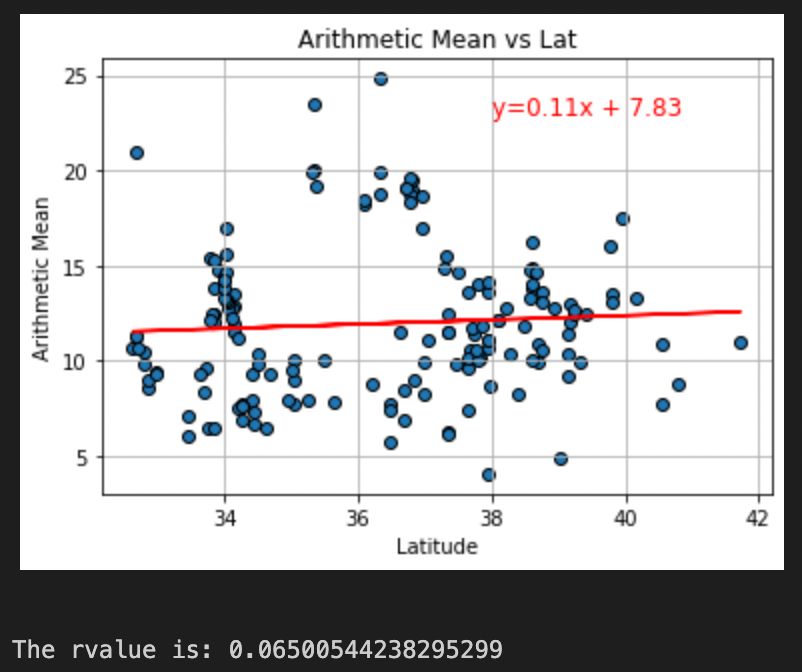 Arithmetic Mean vs Lat
25
y=0.11x + 7.83
20
Arithmetic Mean
15
10
5
34 36 38 40 42
Latitude
The rvalue is: 0.06500544238295299